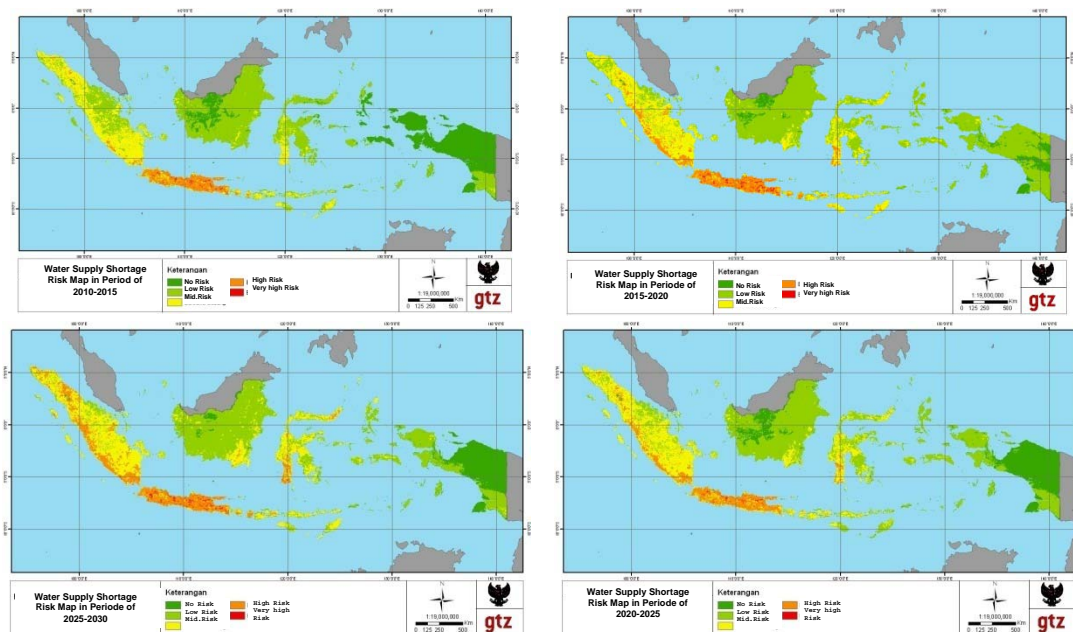 Water Supply Shortage
Risk Map in Period of
2010-2015
Keterangan
No Risk
Low Risk
Mid.Risk
High Risk
Very high Risk
N
1:19,000,000
0 125 250 500 Km
gtz
Water Supply Shortage
Risk Map in Periode of
2015-2020
Keterangan
No Risk
Low Risk
Mid.Risk
High Risk
Very high Risk
N
1:19,000,000
0 125 250 500 Km
gtz
Water Supply Shortage
Risk Map in Periode of
2025-2030
Keterangan
No Risk
Low Risk
Mid.Risk
High Risk
Very high
Risk
N
1:19,000,000
0 125 250 500 Km
gtz
Water Supply Shortage
Risk Map in Periode of
2020-2025
Keterangan
No Risk
Low Risk
Mid.Risk
High Risk
Very high
Risk
N
1:19,000,000
0 125 250 500 Km
gtz